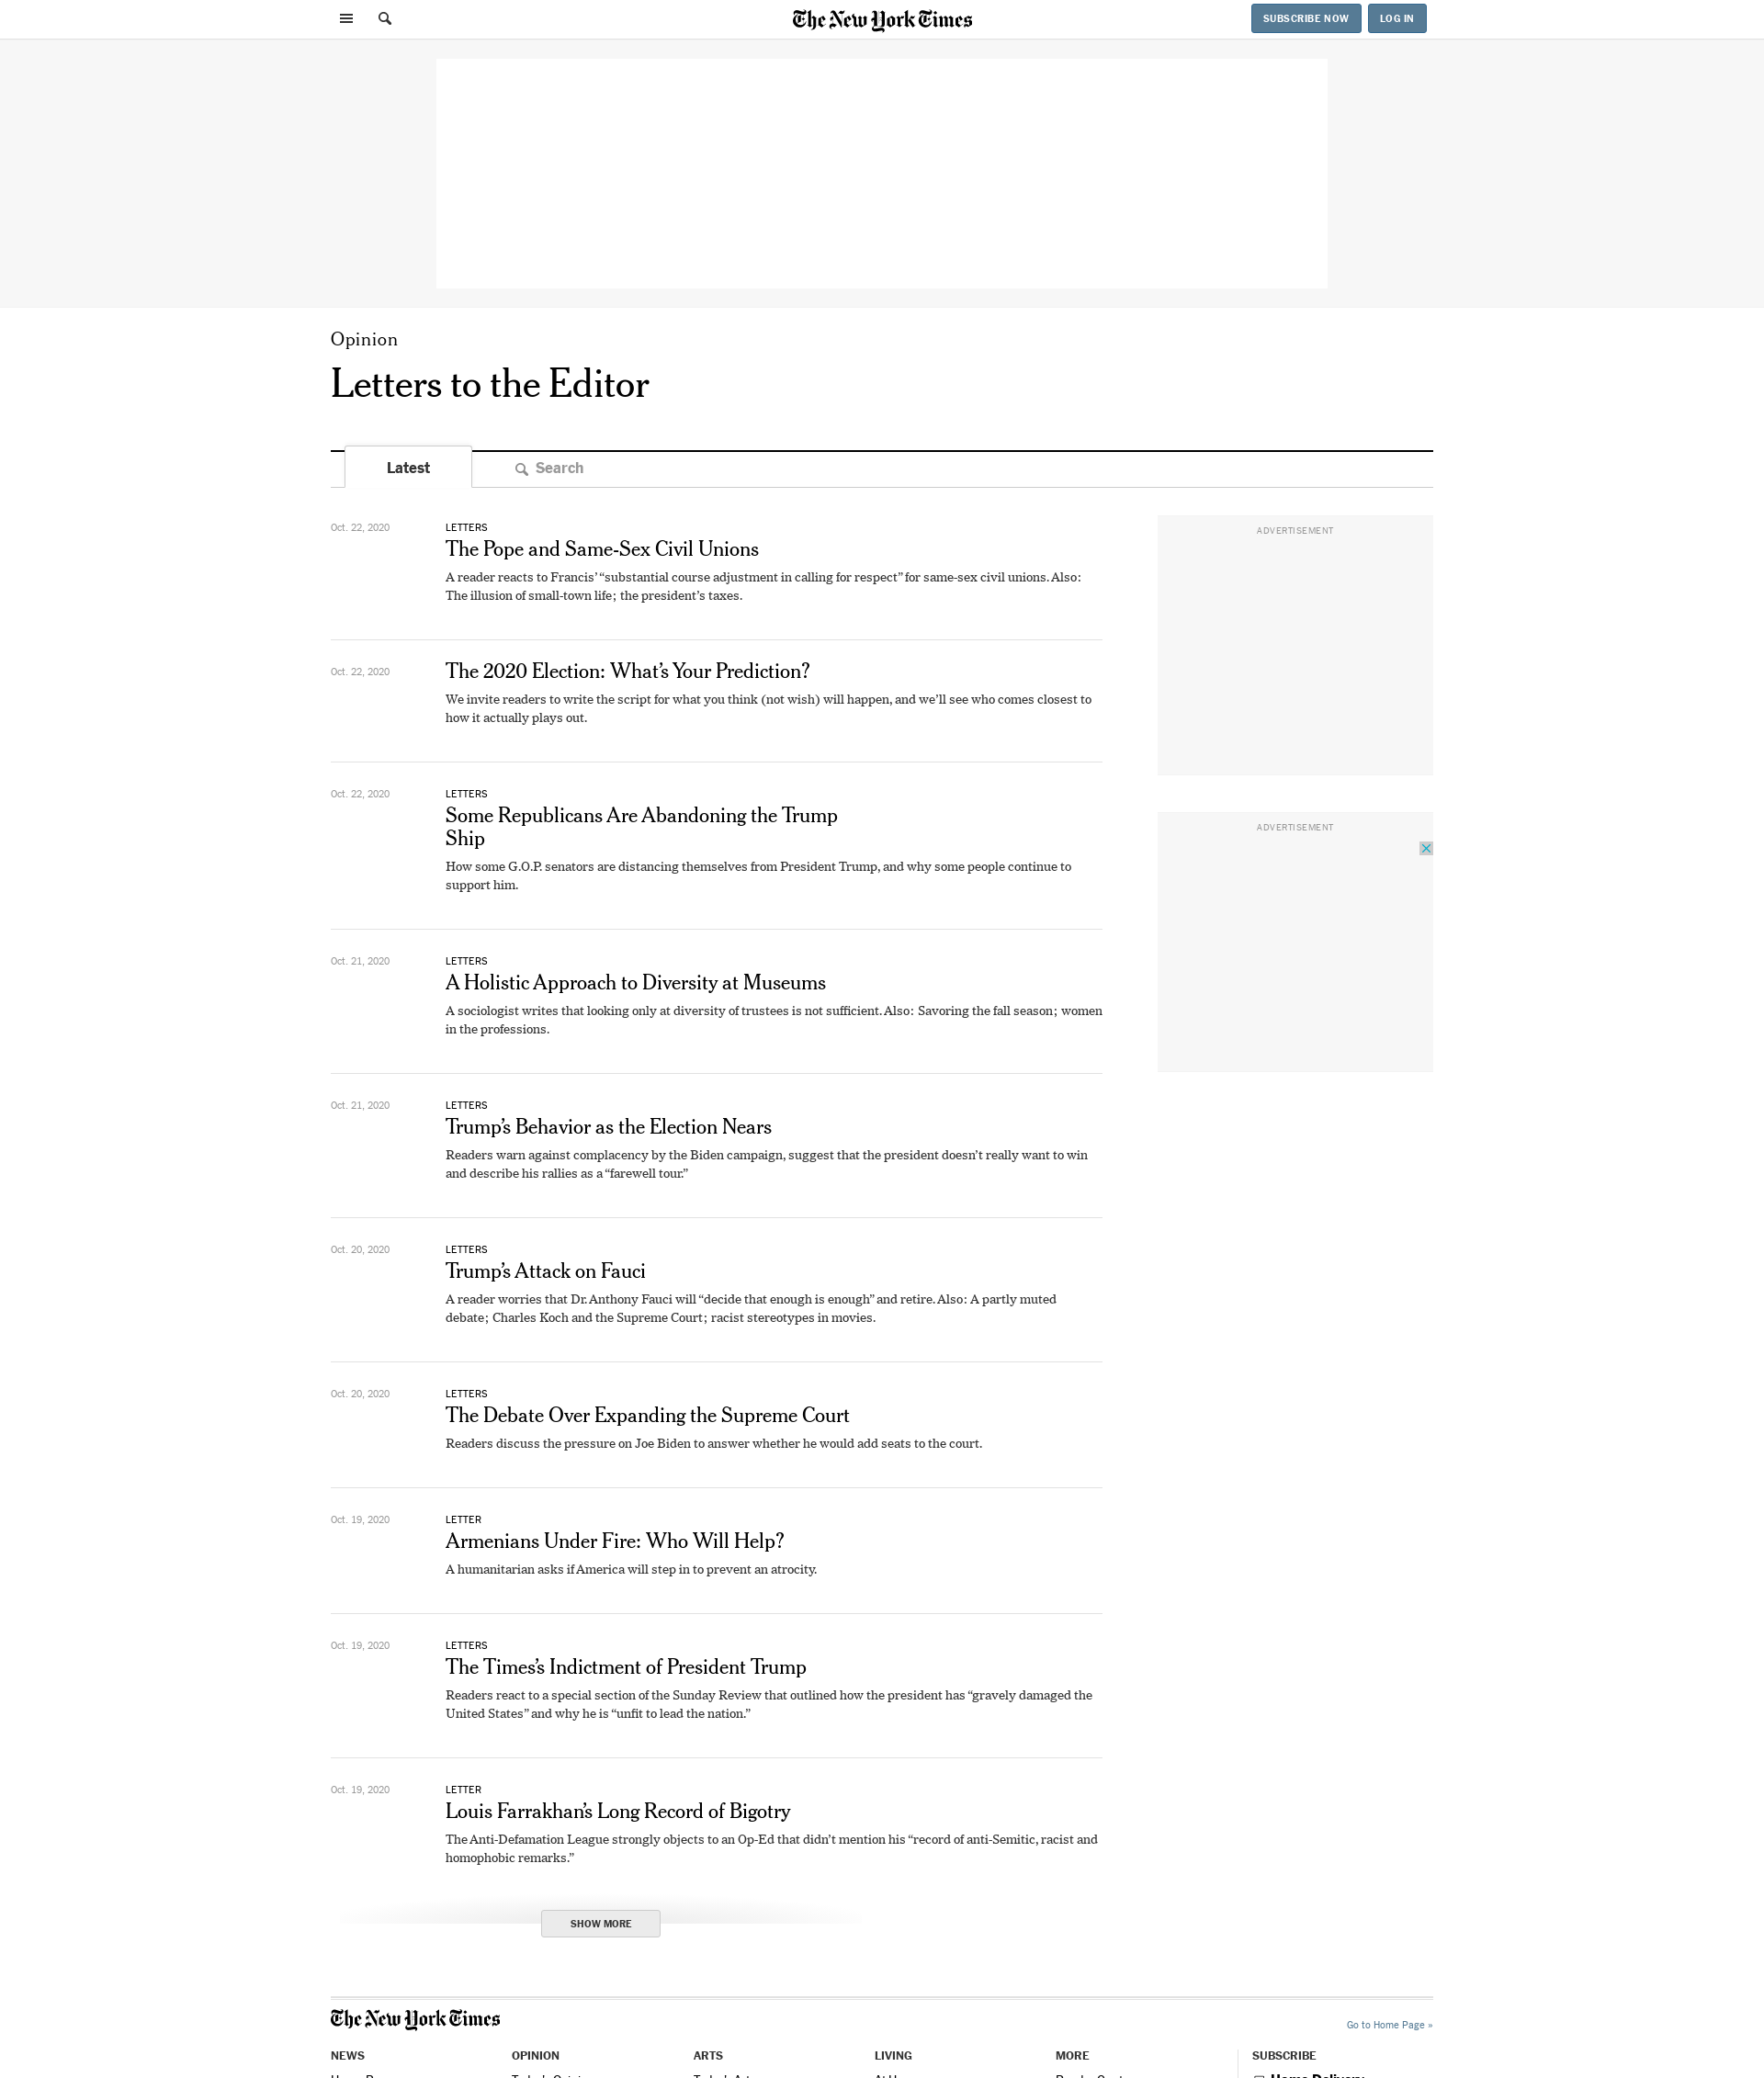 The New York Times
SUBSCRIBE NOW
LOG IN
Opinion
Letters to the Editor
Latest
Search
Oct. 22, 2020
LETTERS
The Pope and Same-Sex Civil Unions
A reader reacts to Francis’ “substantial course adjustment in calling for respect” for same-sex civil unions. Also:
The illusion of small-town life; the president’s taxes.
ADVERTISEMENT
Oct. 22, 2020
The 2020 Election: What’s Your Prediction?
We invite readers to write the script for what you think (not wish) will happen, and we’ll see who comes closest to
how it actually plays out.
Oct. 22, 2020
LETTERS
Some Republicans Are Abandoning the Trump
Ship
How some G.O.P. senators are distancing themselves from President Trump, and why some people continue to
support him.
ADVERTISEMENT
Oct. 21, 2020
LETTERS
A Holistic Approach to Diversity at Museums
A sociologist writes that looking only at diversity of trustees is not sufficient. Also: Savoring the fall season; women
in the professions.
Oct. 21, 2020
LETTERS
Trump’s Behavior as the Election Nears
Readers warn against complacency by the Biden campaign, suggest that the president doesn’t really want to win
and describe his rallies as a “farewell tour.”
Oct. 20, 2020
LETTERS
Trump’s Attack on Fauci
A reader worries that Dr. Anthony Fauci will “decide that enough is enough” and retire. Also: A partly muted
debate; Charles Koch and the Supreme Court; racist stereotypes in movies.
Oct. 20, 2020
LETTERS
The Debate Over Expanding the Supreme Court
Readers discuss the pressure on Joe Biden to answer whether he would add seats to the court.
Oct. 19, 2020
LETTER
Armenians Under Fire: Who Will Help?
A humanitarian asks if America will step in to prevent an atrocity.
Oct. 19, 2020
LETTERS
The Times’s Indictment of President Trump
Readers react to a special section of the Sunday Review that outlined how the president has “gravely damaged the
United States” and why he is “unfit to lead the nation.”
Oct. 19, 2020
LETTER
Louis Farrakhan’s Long Record of Bigotry
The Anti-Defamation League strongly objects to an Op-Ed that didn’t mention his “record of anti-Semitic, racist and
homophobic remarks.”
SHOW MORE
The New York Times
Go to Home Page »
NEWS
OPINION
ARTS
LIVING
MORE
SUBSCRIBE
Home Delivery